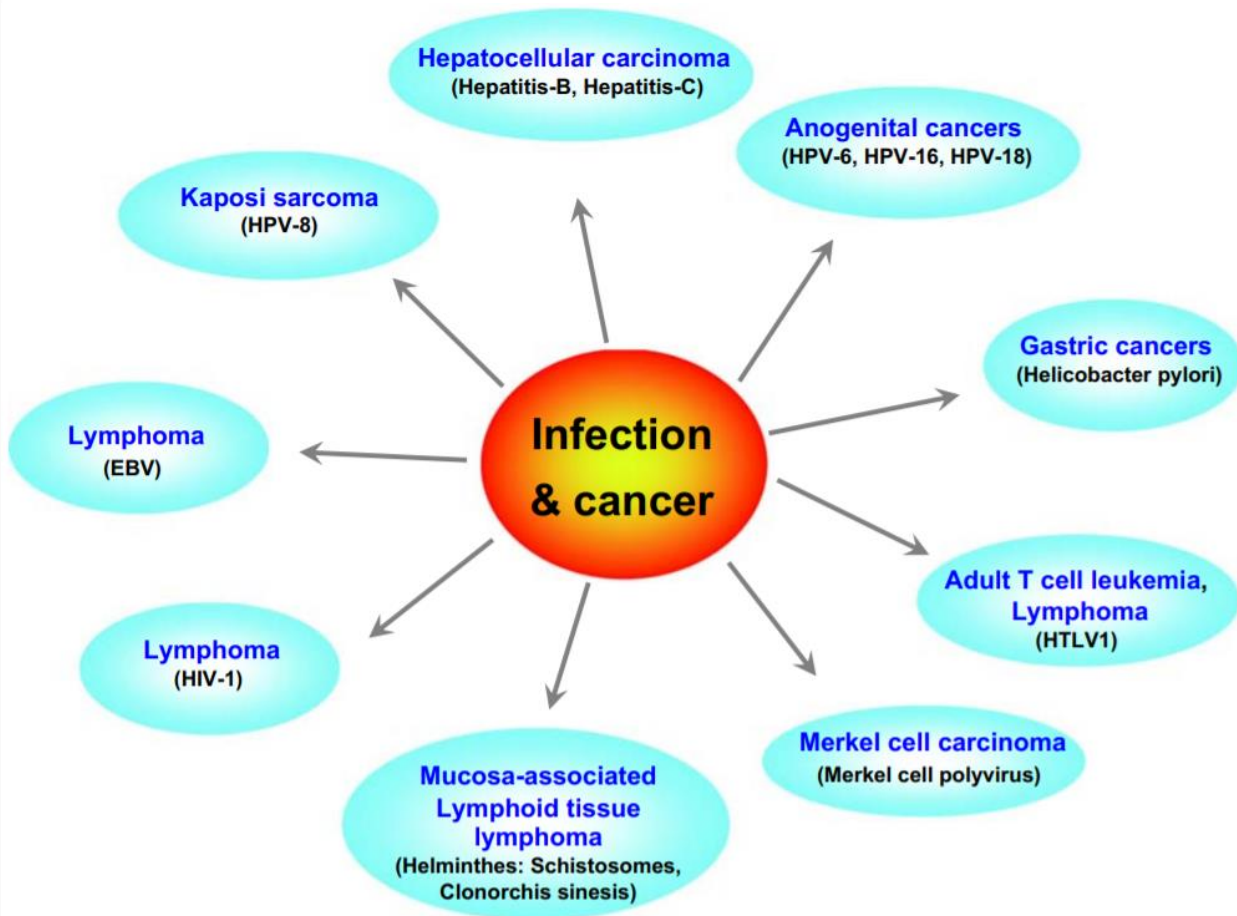 Hepatocellular carcinoma
(Hepatitis-B, Hepatitis-C)
Anogenital cancers
(HPV-6, HPV-16, HPV-18)
Kaposi sarcoma
(HPV-8)
Gastric cancers
(Helicobacter pylori)
Infection
& cancer
Lymphoma
(EBV)
Adult T cell leukemia,
Lymphoma
(HTLV1)
Lymphoma
(HIV-1)
Merkel cell carcinoma
(Merkel cell polyvirus)
Mucosa-associated
Lymphoid tissue
lymphoma
(Helminthes: Schistosomes,
Clonorchis sinesis)